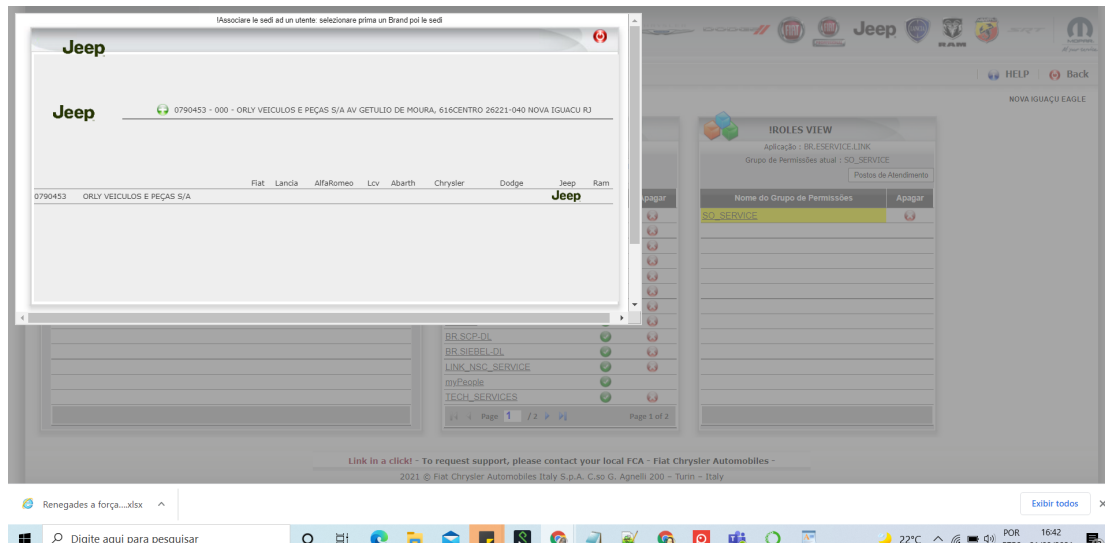 !Associare le sedi ad un utente: selezionare prima un Brand poi le sedi
Jeep
Jeep
0790453 - 000 - ORLY VEICULOS E PEÇAS S/A AV GETULIO DE MOURA, 616CENTRO 26221-040 NOVA IGUACU RJ
Fiat Lancia AlfaRomeo Lcv Abarth Chrysler Dodge Jeep Ram
0790453 ORLY VEICULOS E PEÇAS S/A Jeep
Jeep
RAM
HELP
Back
NOVA IGUAÇU EAGLE
!ROLES VIEW
Aplicação : BR.ESERVICE.LINK
Grupo de Permissões atual : SO_SERVICE
Postos de Atendimento
Apagar
Nome do Grupo de Permissões Apagar
SO_SERVICE
BR.SCP-DL
BR.SIEBEL-DL
LINK_NSC_SERVICE
myPeople
TECH_SERVICES
Page 1 / 2
Page 1 of 2
Link in a click! - To request support, please contact your local FCA - Fiat Chrysler Automobiles -
2021 © Fiat Chrysler Automobiles Italy S.p.A. C.so G. Agnelli 200 – Turin – Italy
Renegades a força....xlsx
Exibir todos
Digite aqui para pesquisar
22°C
POR
16:42